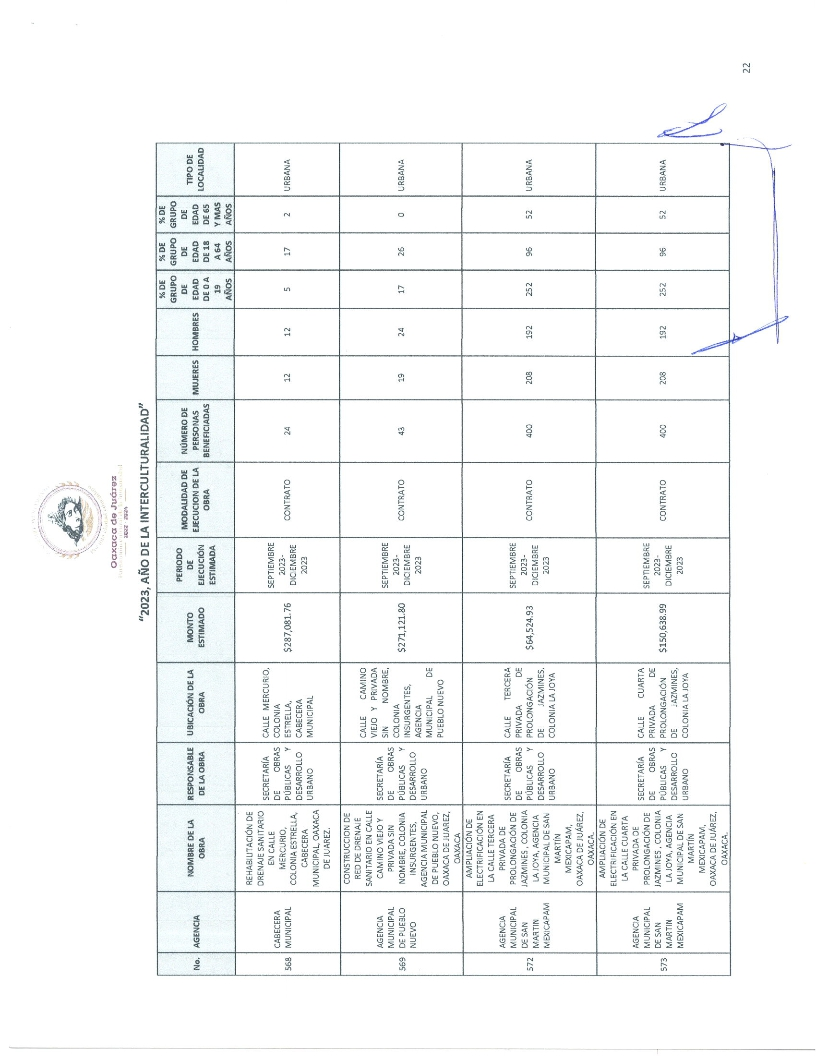 Oaxaca de Juárez
"2023, AÑO DE LA INTERCULTURALIDAD"
No.
AGENCIA
NOMBRE DE LA
OBRA
RESPONSABLE
DE LA OBRA
UBICACIÓN DE LA
OBRA
MONTO
ESTIMADO
PERIODO
DE
EJECUCIÓN
ESTIMADA
MODALIDAD DE
EJECUCION DE LA
OBRA
NÚMERO DE
PERSONAS
BENEFICIADAS
MUJERES
HOMBRES
% DE
GRUPO
DE
EDAD
DE 0 A
19
AÑOS
% DE
GRUPO
DE
EDAD
DE 18
A 64
AÑOS
% DE
GRUPO
DE
EDAD
DE 65
Y MAS
AÑOS
TIPO DE
LOCALIDAD
568
CABECERA
MUNICIPAL
REHABILITACIÓN DE
DRENAJE SANITARIO
EN CALLE
MERCURIO,
COLONIA ESTRELLA,
CABECERA
MUNICIPAL, OAXACA
DE JUAREZ.
SECRETARÍA
DE OBRAS
PÚBLICAS Y
DESARROLLO
URBANO
CALLE MERCURIO,
COLONIA
ESTRELLA,
CABECERA
MUNICIPAL
$287,081.76
SEPTIEMBRE
2023-
DICIEMBRE
2023
CONTRATO
24
12
12
5
17
2
URBANA
569
AGENCIA
MUNICIPAL
DE PUEBLO
NUEVO
CONSTRUCCION DE
RED DE DRENAJE
SANITARIO EN CALLE
CAMINO VIEJO Y
PRIVADA SIN
NOMBRE, COLONIA
INSURGENTES,
AGENCIA MUNICIPAL
DE PUEBLO NUEVO,
OAXACA DE JUÁREZ,
OAXACA
SECRETARÍA
DE OBRAS
PÚBLICAS Y
DESARROLLO
URBANO
CALLE CAMINO
VIEJO Y PRIVADA
SIN NOMBRE,
COLONIA
INSURGENTES,
AGENCIA
MUNICIPAL DE
PUEBLO NUEVO
$271,121.80
SEPTIEMBRE
2023-
DICIEMBRE
2023
CONTRATO
43
19
24
17
26
0
URBANA
572
AGENCIA
MUNICIPAL
DE SAN
MARTIN
MEXICAPAM
AMPLIACIÓN DE
ELECTRIFICACIÓN EN
LA CALLE TERCERA
PRIVADA DE
PROLONGACIÓN DE
JAZMINES, COLONIA
LA JOYA, AGENCIA
MUNICIPAL DE SAN
MARTÍN
MEXICAPAM,
OAXACA DE JUÁREZ,
OAXACA.
SECRETARÍA
DE OBRAS
PÚBLICAS Y
DESARROLLO
URBANO
CALLE TERCERA
PRIVADA DE
PROLONGACIÓN
DE JAZMINES,
COLONIA LA JOYA
$64,524.93
SEPTIEMBRE
2023-
DICIEMBRE
2023
CONTRATO
400
208
192
252
96
52
URBANA
573
AGENCIA
MUNICIPAL
DE SAN
MARTIN
MEXICAPAM
AMPLIACIÓN DE
ELECTRIFICACIÓN EN
LA CALLE CUARTA
PRIVADA DE
PROLONGACIÓN DE
JAZMINES, COLONIA
LA JOYA, AGENCIA
MUNICIPAL DE SAN
MARTÍN
MEXICAPAM,
OAXACA DE JUÁREZ,
OAXACA.
SECRETARÍA
DE OBRAS
PÚBLICAS Y
DESARROLLO
URBANO
CALLE CUARTA
PRIVADA DE
PROLONGACIÓN
DE JAZMINES,
COLONIA LA JOYA
$150,638.99
SEPTIEMBRE
2023-
DICIEMBRE
2023
CONTRATO
400
208
192
252
96
52
URBANA
22